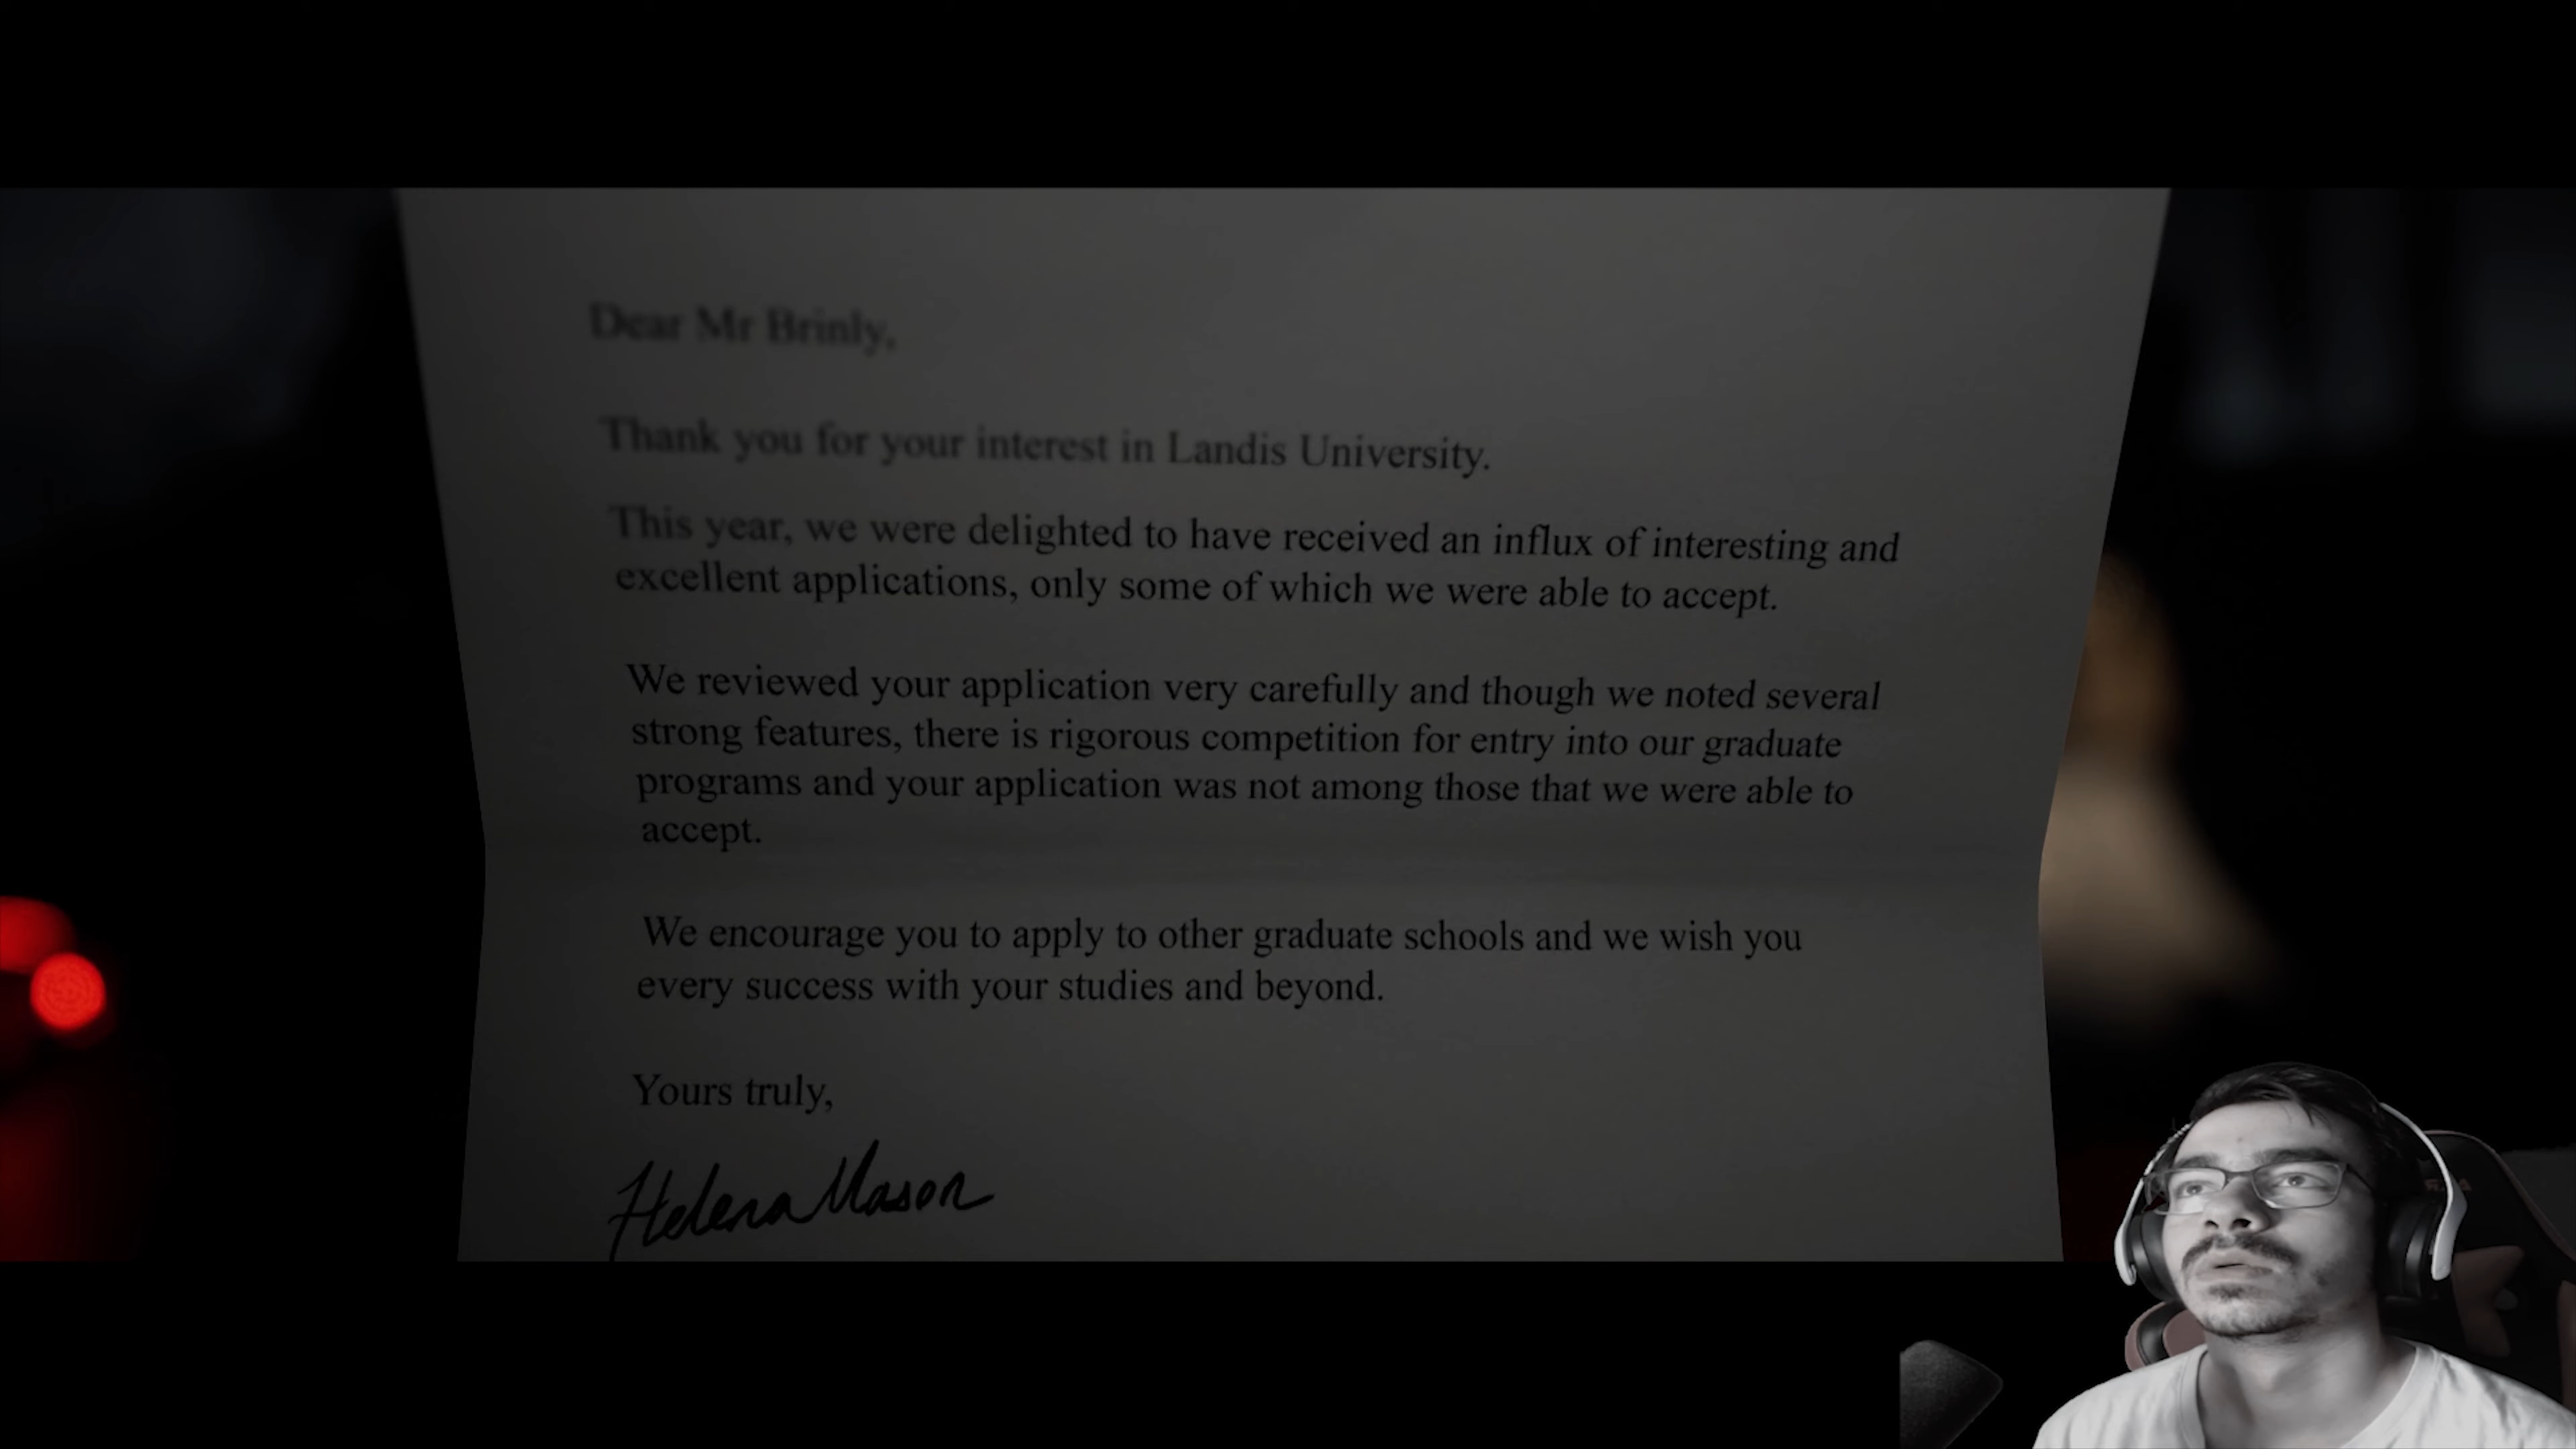 Dear Mr Brinly,
Thank you for your interest in Landis University.
This year, we were delighted to have received an influx of interesting and
excellent applications, only some of which we were able to accept.
We reviewed your application very carefully and though we noted several
strong features, there is rigorous competition for entry into our graduate
programs and your application was not among those that we were able to
accept.
We encourage you to apply to other graduate schools and we wish you
every success with your studies and beyond.
Yours truly,
Helena Mason